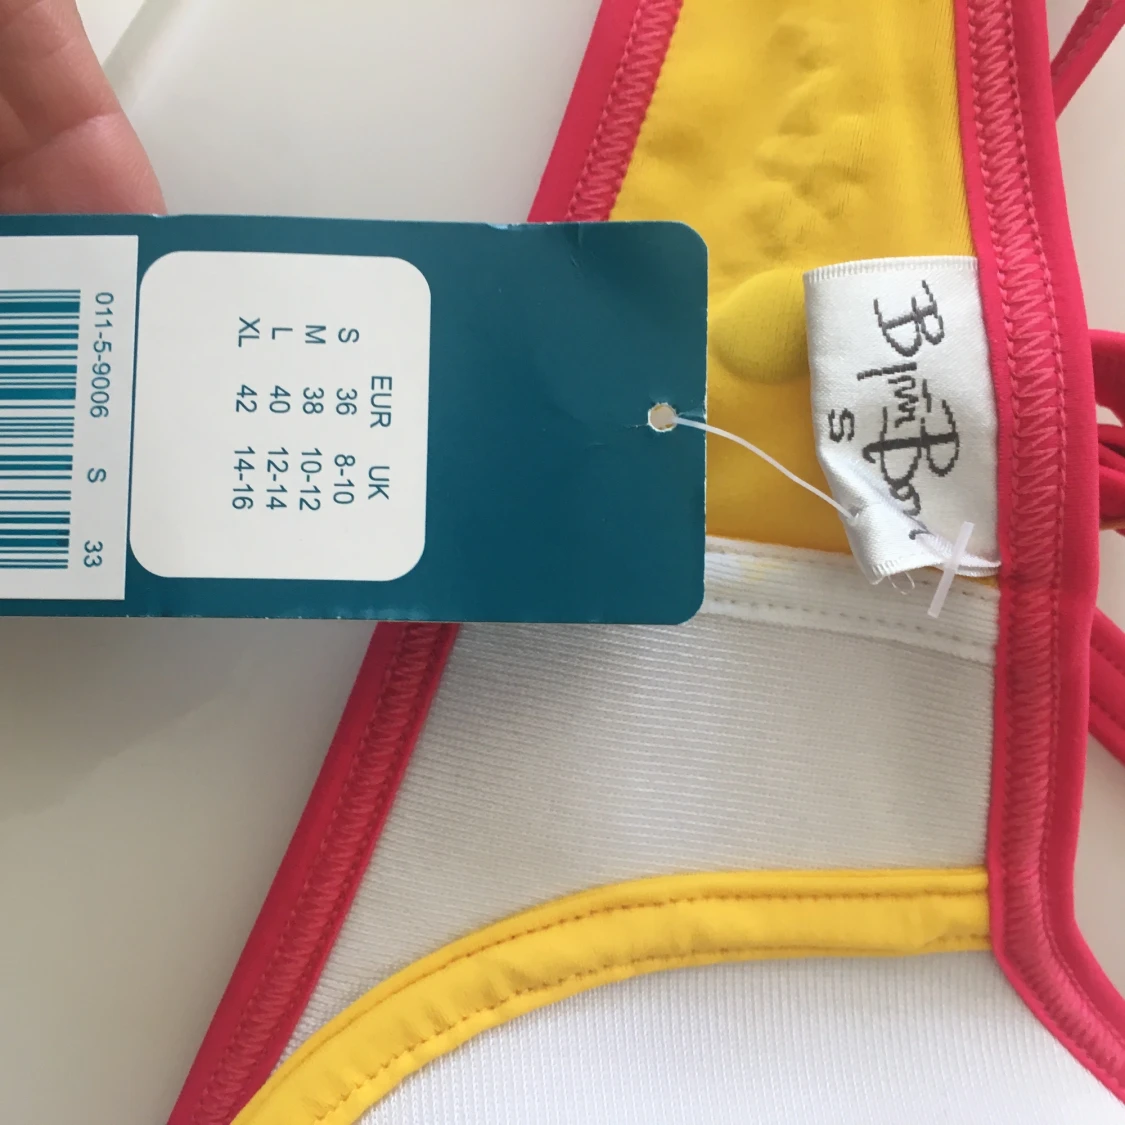 EUR UK
S 36 8-10
M 38 10-12
L 40 12-14
XL 42 14-16
011-5-9006 S 33
S